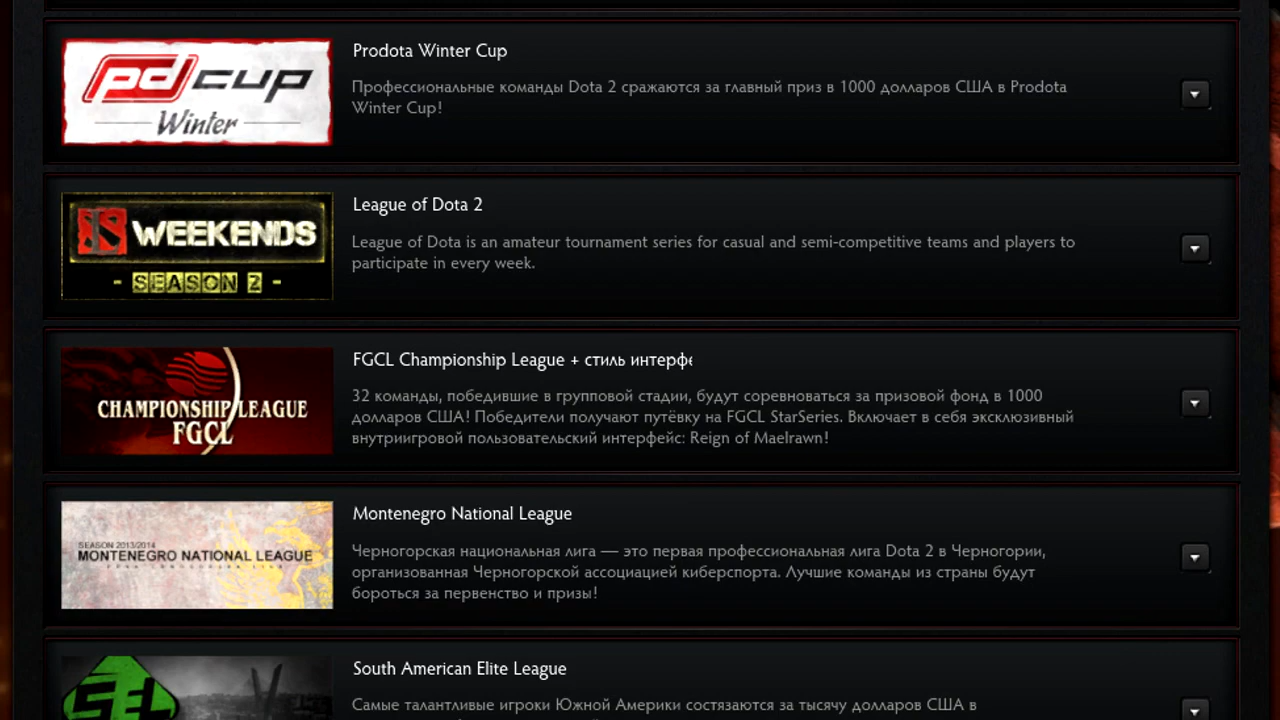 pd cup
Winter
Prodota Winter Cup
Профессиональные команды Dota 2 сражаются за главный приз в 1000 долларов США в Prodota
Winter Cup!
WEEKENDS
- SEASON 2 -
League of Dota 2
League of Dota is an amateur tournament series for casual and semi-competitive teams and players to
participate in every week.
CHAMPIONSHIP LEAGUE
FGCL
FGCL Championship League + стиль интерфе
32 команды, победившие в групповой стадии, будут соревноваться за призовой фонд в 1000
долларов США! Победители получают путёвку на FGCL StarSeries. Включает в себя эксклюзивный
внутриигровой пользовательский интерфейс: Reign of Maelrawn!
SEASON 2013/2014
MONTENEGRO NATIONAL LEAGUE
Montenegro National League
Черногорская национальная лига — это первая профессиональная лига Dota 2 в Черногории,
организованная Черногорской ассоциацией киберспорта. Лучшие команды из страны будут
бороться за первенство и призы!
SEL
South American Elite League
Самые талантливые игроки Южной Америки состязаются за тысячу долларов США в